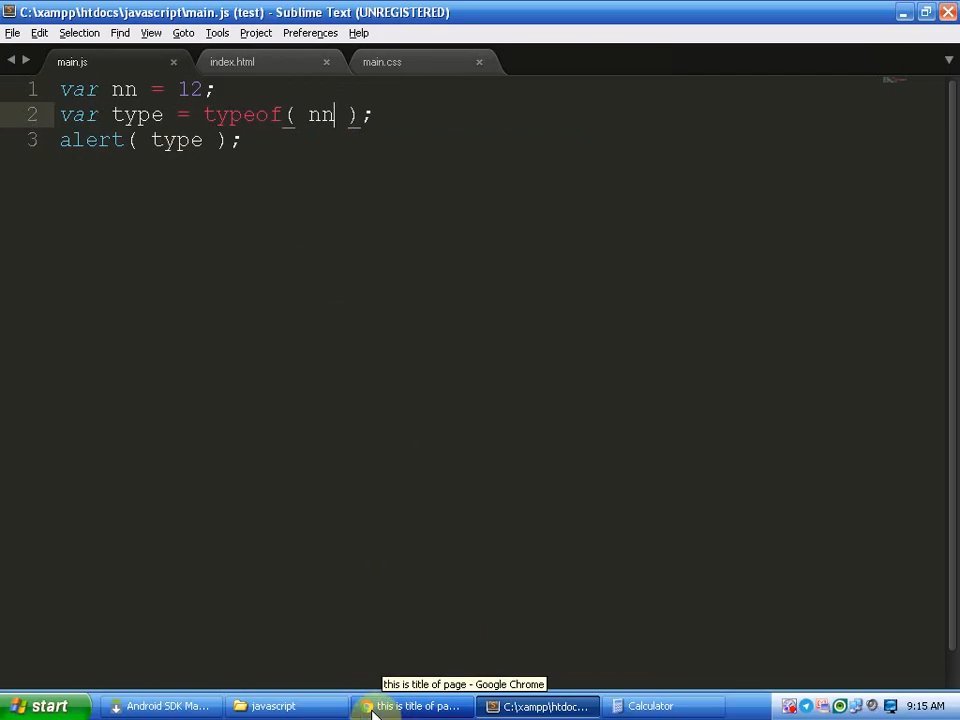 C:\xampp\htdocs\javascript\main.js (test) - Sublime Text (UNREGISTERED)
File Edit Selection Find View Goto Tools Project Preferences Help
main.js index.html main.css
1 var nn = 12;
2 var type = typeof( nn );
3 alert( type );
this is title of page - Google Chrome
start Android SDK Ma... javascript this is title of pa... C:\xampp\htdoc... Calculator 9:15 AM